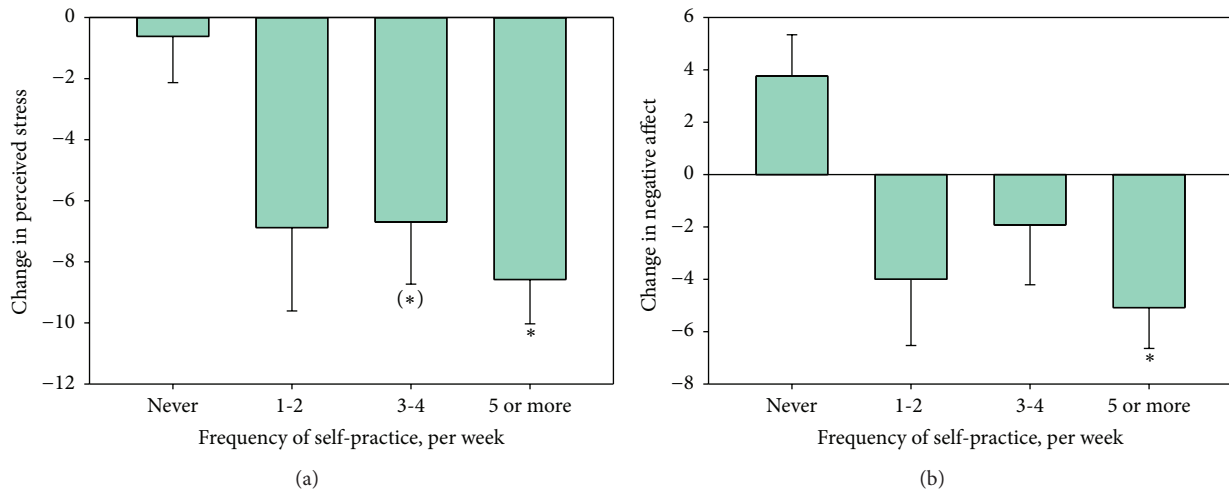 0
−2
−4
−6
−8
−10
−12
Change in perceived stress
(*)
*
Never
1-2
3-4
5 or more
Frequency of self-practice, per week
(a)
6
4
2
0
−2
−4
−6
−8
Change in negative affect
*
Never
1-2
3-4
5 or more
Frequency of self-practice, per week
(b)